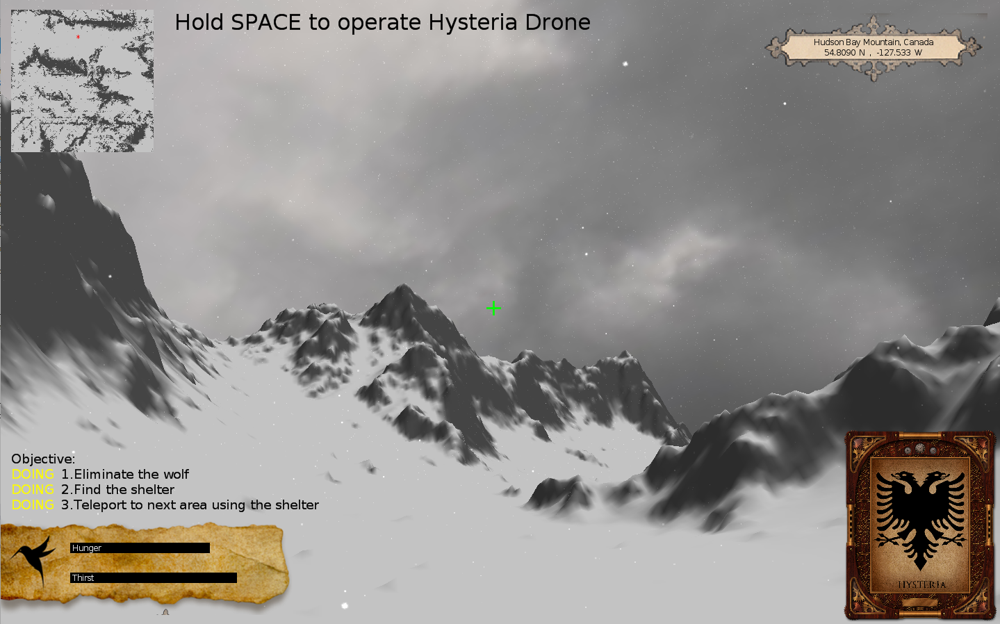 Hold SPACE to operate Hysteria Drone
Hudson Bay Mountain, Canada
54.8090 N , -127.533 W
Objective:
DOING 1.Eliminate the wolf
DOING 2.Find the shelter
DOING 3.Teleport to next area using the shelter
Hunger
Thirst
HYSTERIA